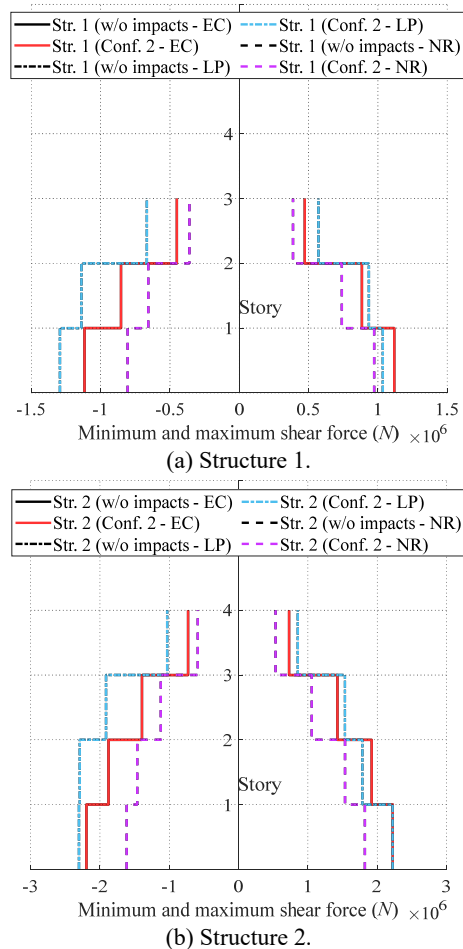 Str. 1 (w/o impacts - EC) Str. 1 (Conf. 2 - LP)
Str. 1 (Conf. 2 - EC) Str. 1 (w/o impacts - NR)
Str. 1 (w/o impacts - LP) Str. 1 (Conf. 2 - NR)
4
3
2
Story
1
-1.5 -1 -0.5 0 0.5 1 1.5
Minimum and maximum shear force (N) ×10⁶
(a) Structure 1.
Str. 2 (w/o impacts - EC) Str. 2 (Conf. 2 - LP)
Str. 2 (Conf. 2 - EC) Str. 2 (w/o impacts - NR)
Str. 2 (w/o impacts - LP) Str. 2 (Conf. 2 - NR)
4
3
2
Story
1
-3 -2 -1 0 1 2 3
Minimum and maximum shear force (N) ×10⁶
(b) Structure 2.